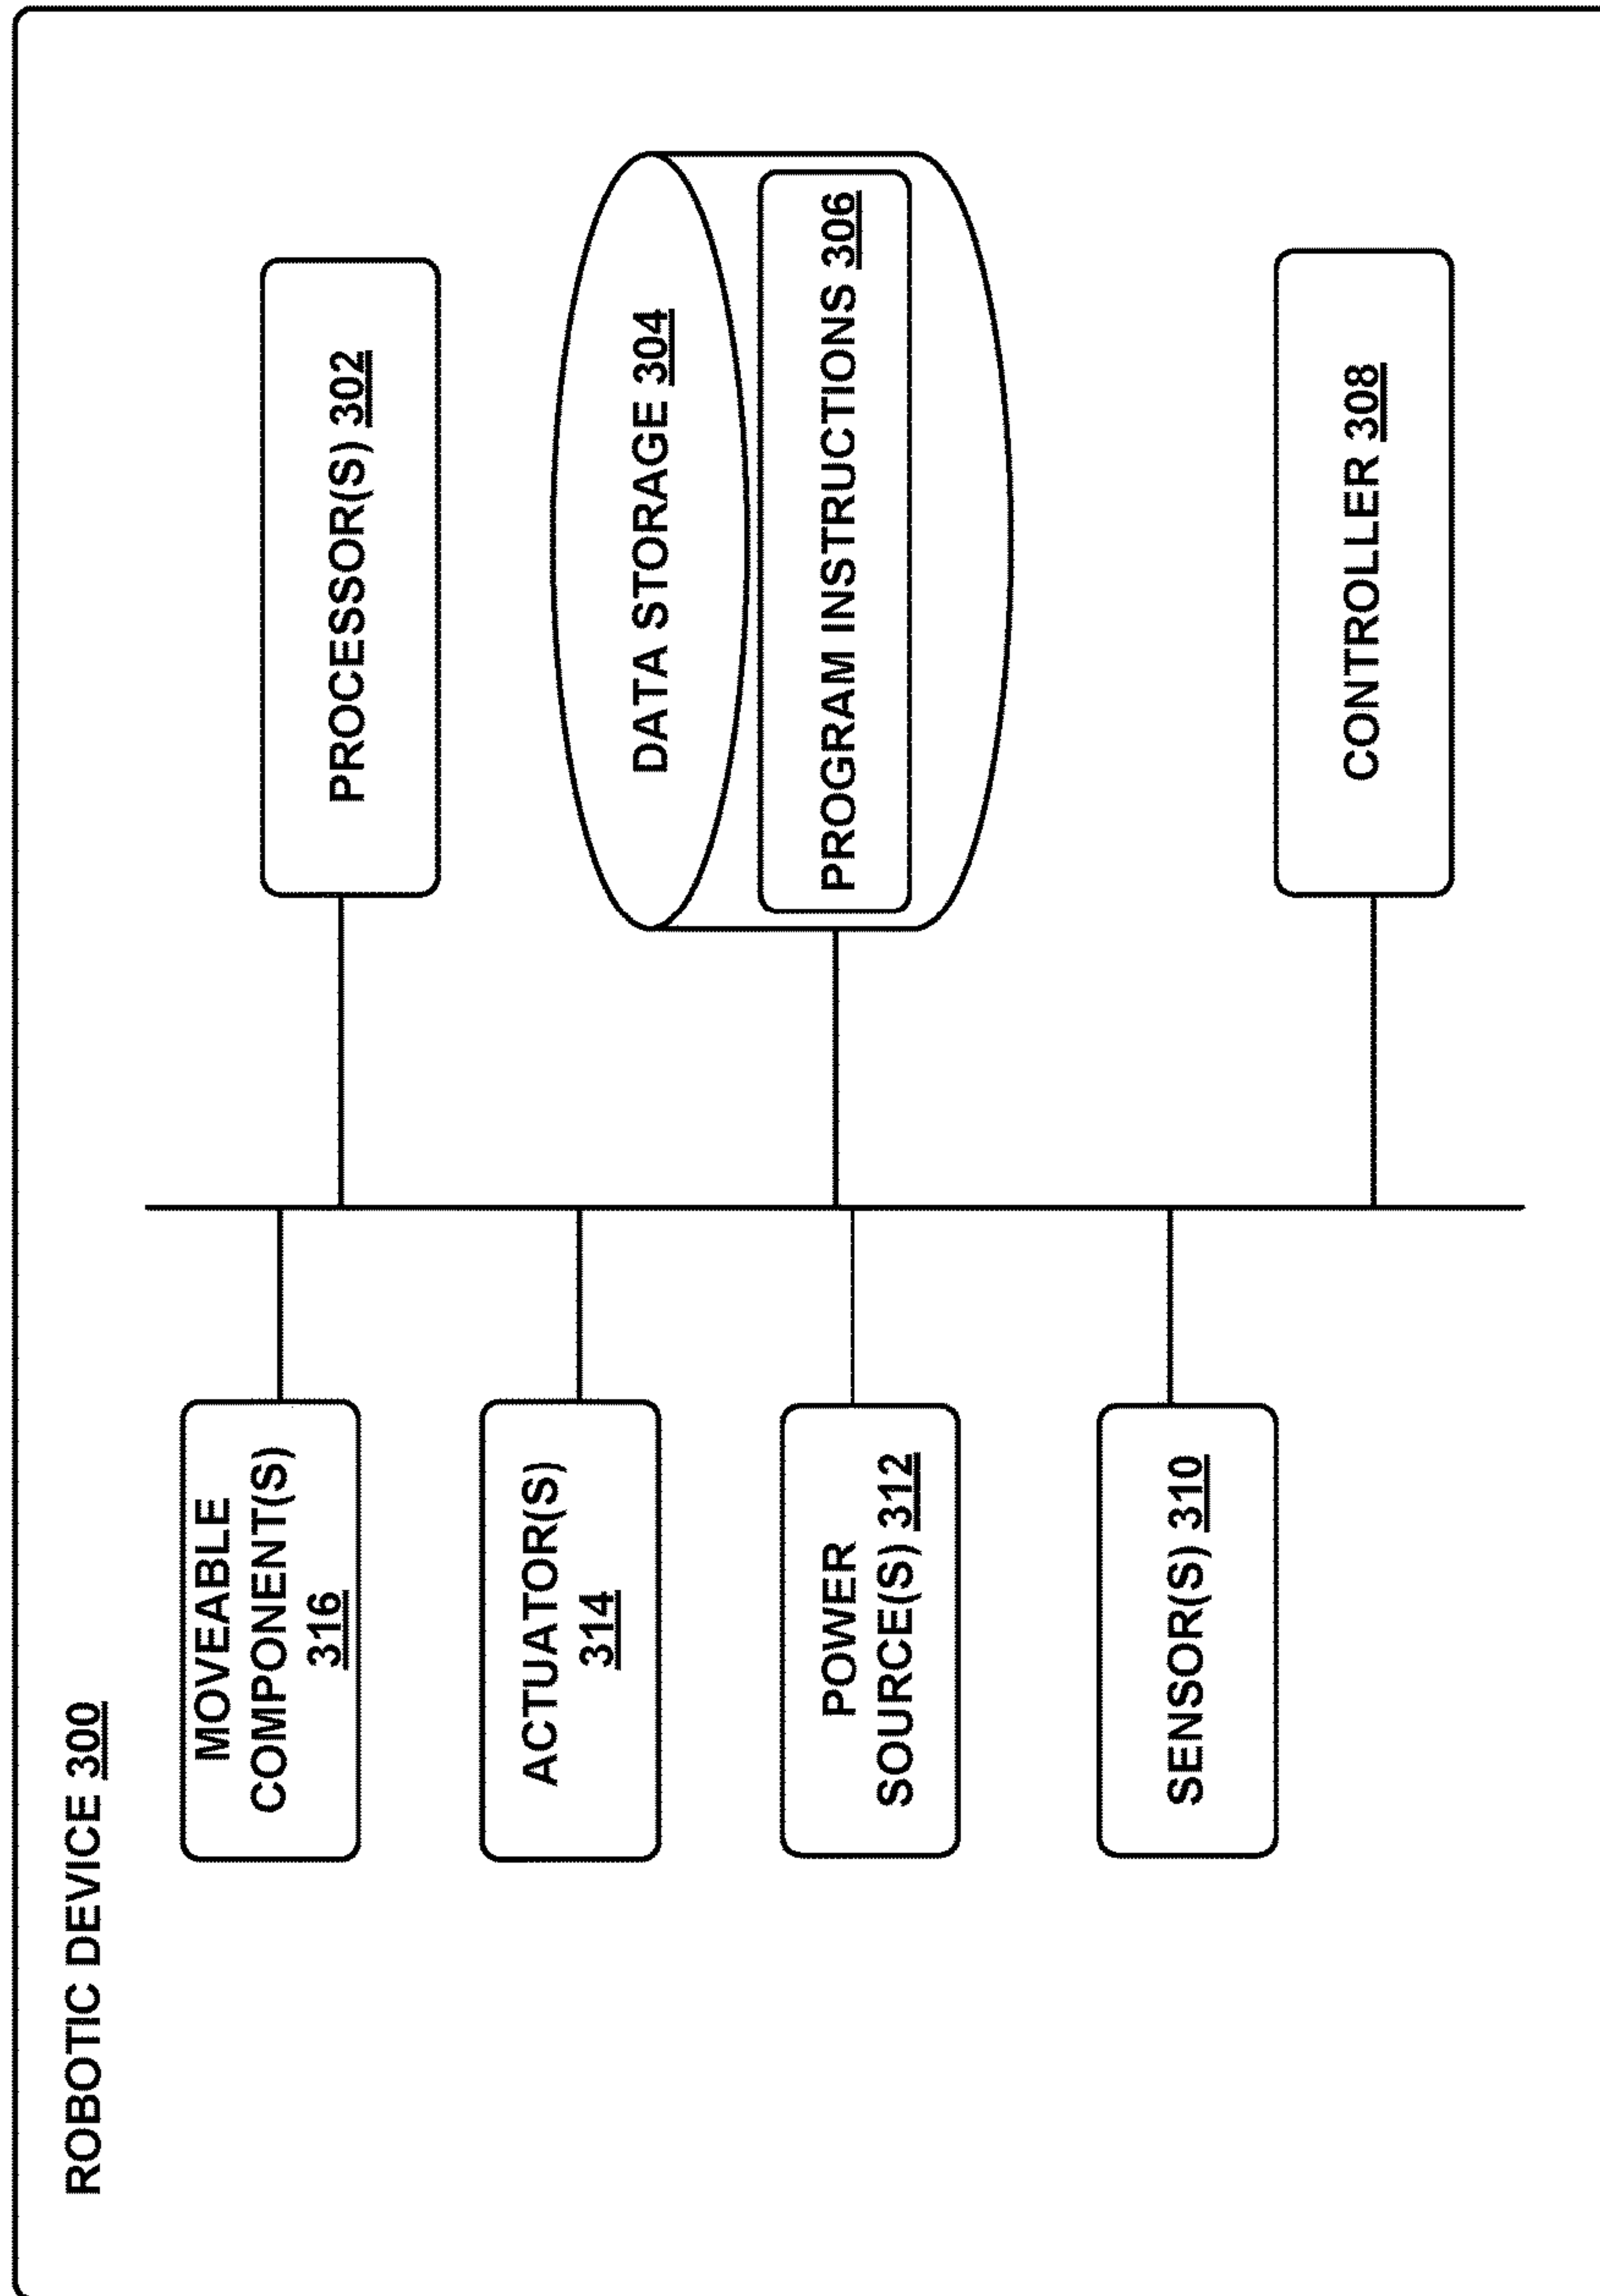 ROBOTIC DEVICE 300
MOVEABLE
COMPONENT(S)
316
ACTUATOR(S)
314
POWER
SOURCE(S) 312
SENSOR(S) 310
PROCESSOR(S) 302
DATA STORAGE 304
PROGRAM INSTRUCTIONS 306
CONTROLLER 308